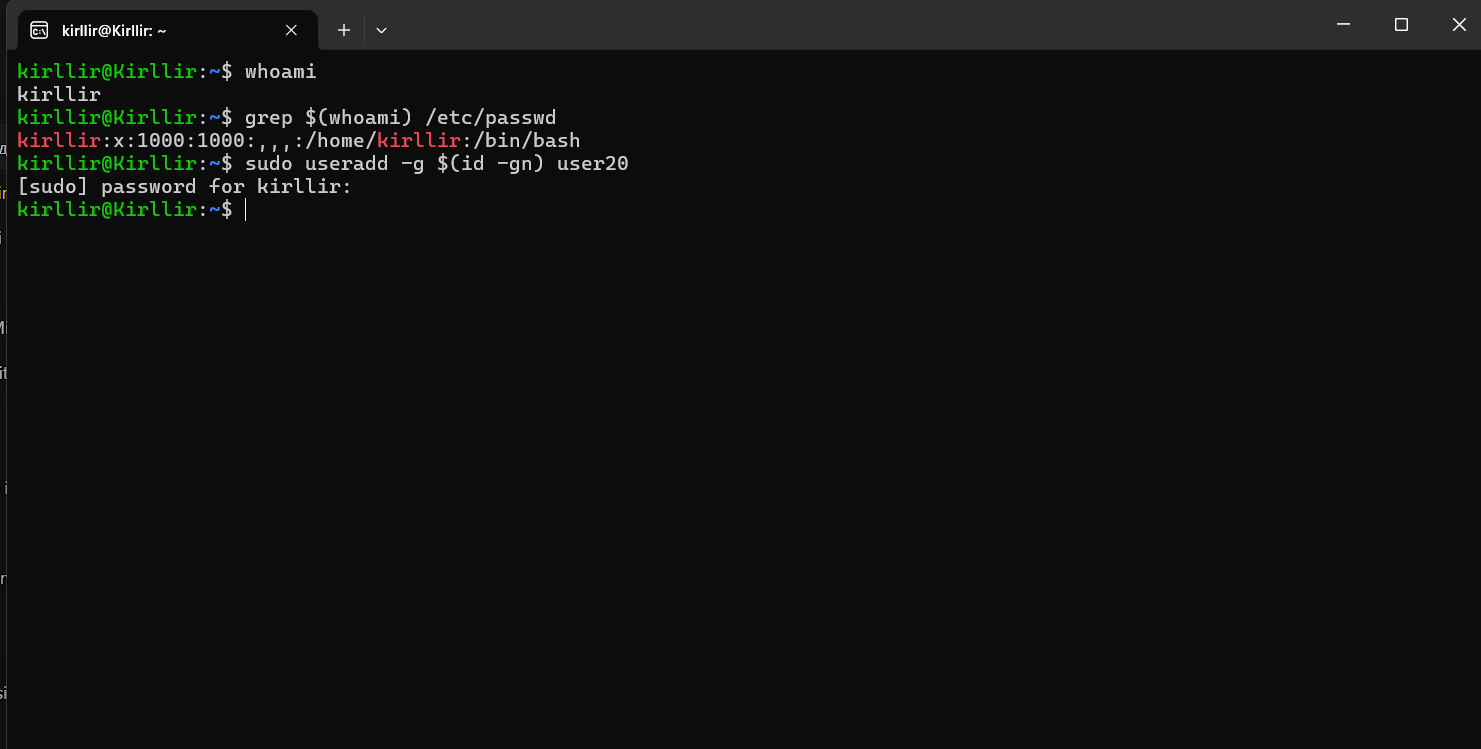 kirllir@Kirllir: ~
kirllir@Kirllir:~$ whoami
kirllir
kirllir@Kirllir:~$ grep $(whoami) /etc/passwd
kirllir:x:1000:1000:,,,:/home/kirllir:/bin/bash
kirllir@Kirllir:~$ sudo useradd -g $(id -gn) user20
[sudo] password for kirllir:
kirllir@Kirllir:~$